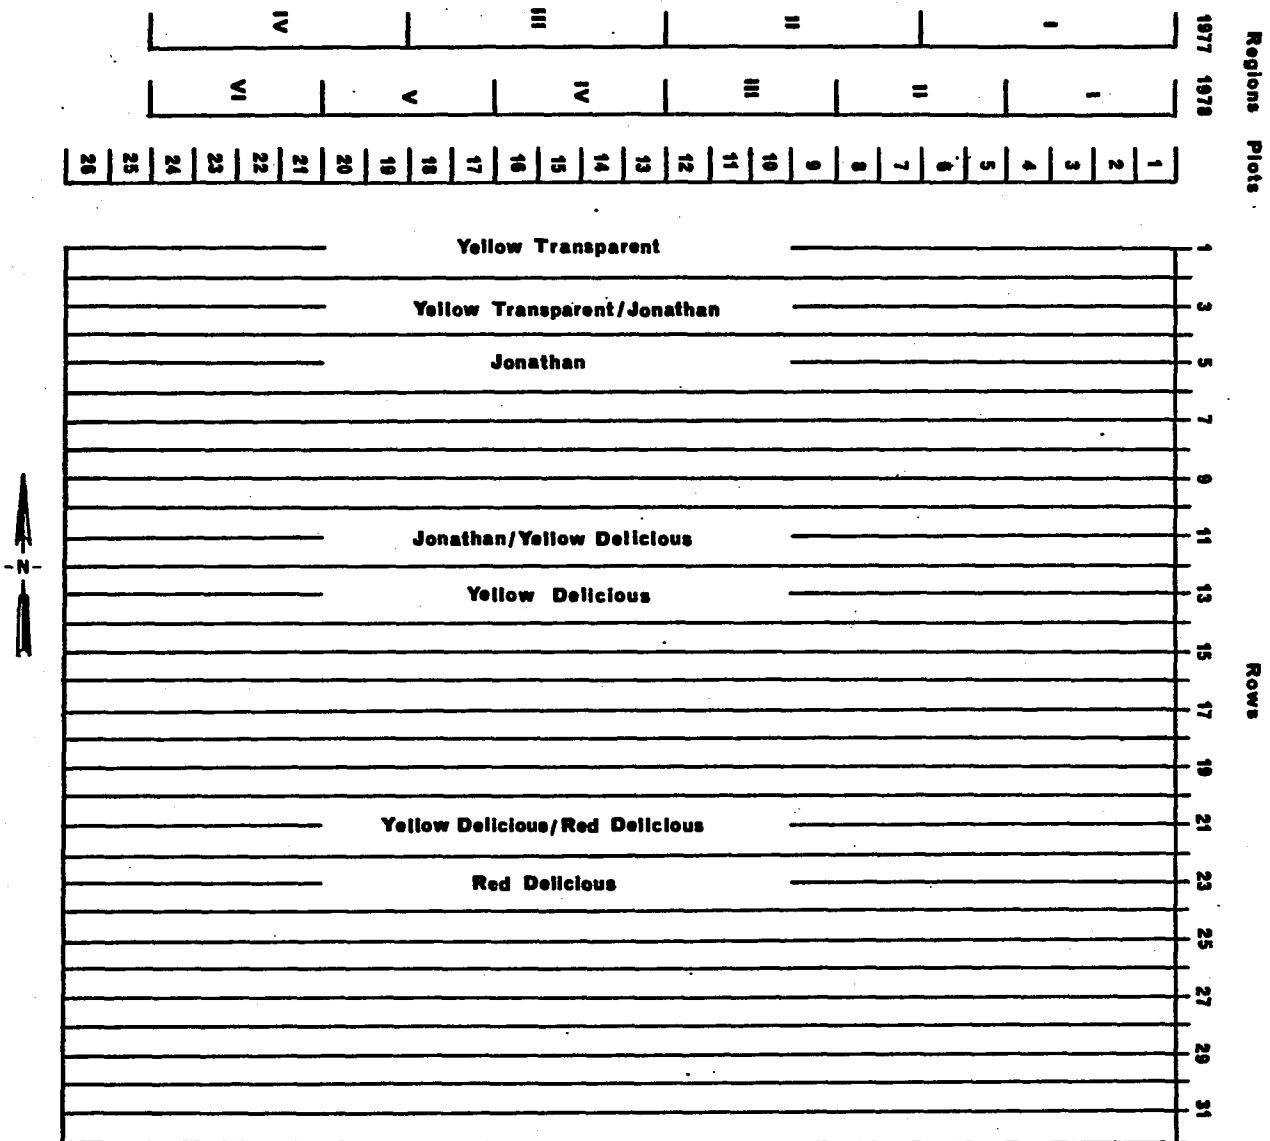 IV III II I 1977
Regions
VI V IV III II I 1978
26 25 24 23 22 21 20 19 18 17 16 15 14 13 12 11 10 9 8 7 6 5 4 3 2 1
Plots
Yellow Transparent 1
Yellow Transparent/Jonathan 3
Jonathan 5
7
9
-N-
Jonathan/Yellow Delicious 11
Yellow Delicious 13
15
Rows
17
19
Yellow Delicious/Red Delicious 21
Red Delicious 23
25
27
29
31